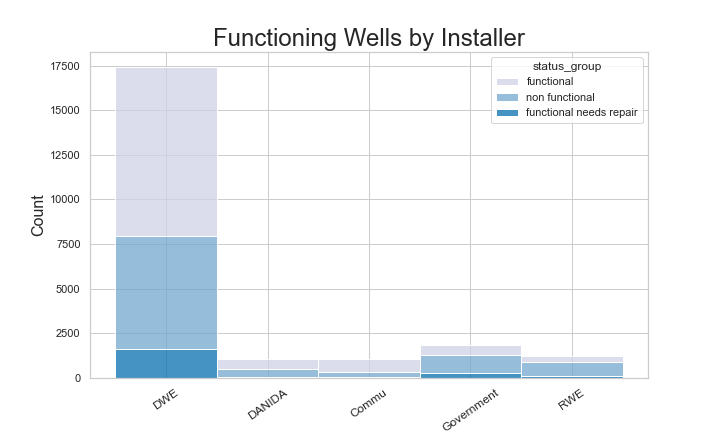 Functioning Wells by Installer
status_group
functional
non functional
functional needs repair
Count
17500
15000
12500
10000
7500
5000
2500
0
DWE
DANIDA
Commu
Government
RWE